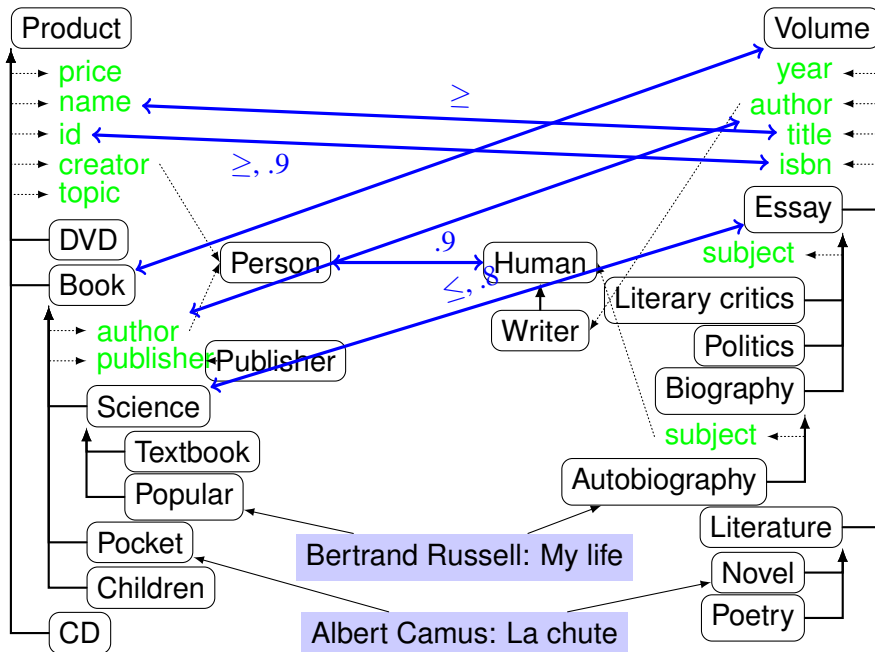 Product
Volume
price
year
name
≥
author
id
title
creator
≥, .9
isbn
topic
Essay
DVD
subject
Person
.9
Human
Book
≤, .8
Literary critics
author
Writer
publisher
Publisher
Politics
Biography
Science
subject
Textbook
Autobiography
Popular
Literature
Pocket
Bertrand Russell: My life
Novel
Children
Poetry
CD
Albert Camus: La chute